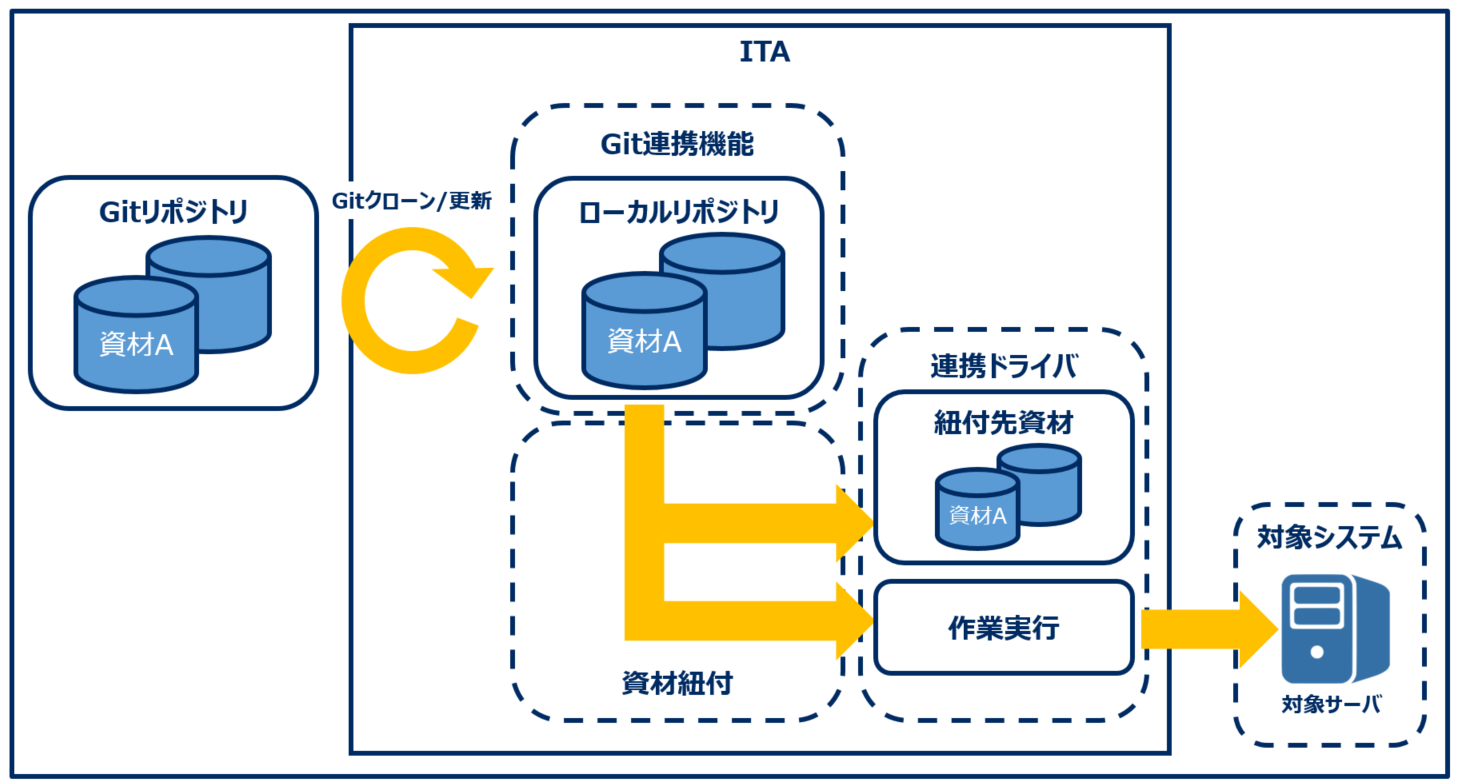 ITA
Gitリポジトリ
資材A
Gitクローン/更新
Git連携機能
ローカルリポジトリ
資材A
資材紐付
連携ドライバ
紐付先資材
資材A
作業実行
対象システム
対象サーバ